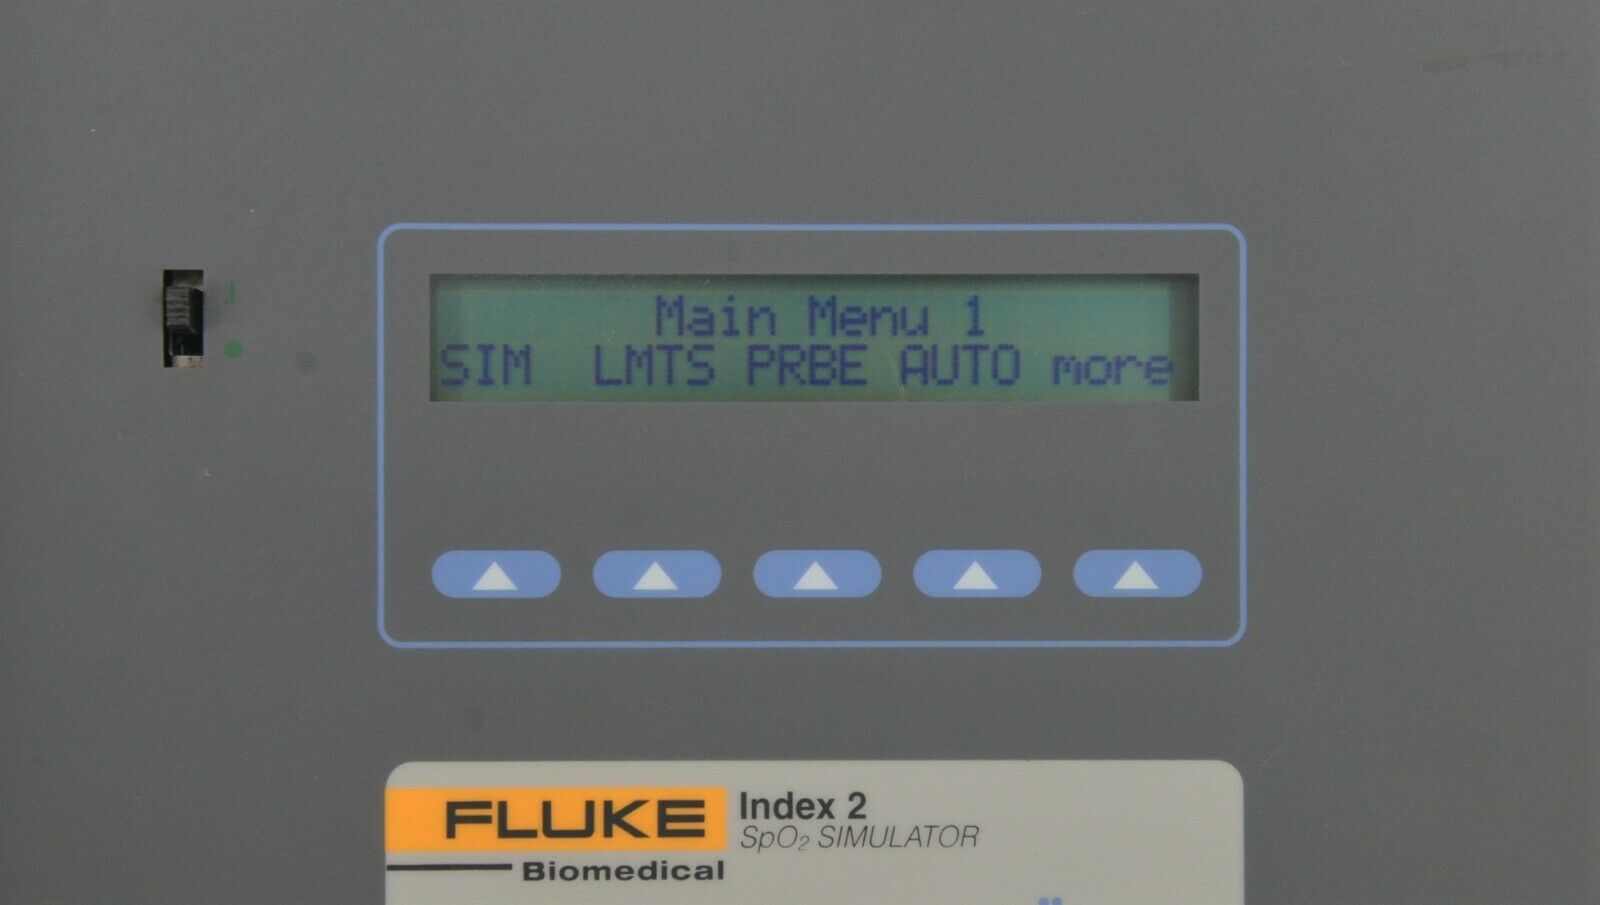 Main Menu 1
SIM LMTS PRBE AUTO more
FLUKE
Biomedical
Index 2
SpO₂ SIMULATOR